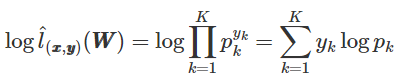 $\log \hat{l}_{(\boldsymbol{x},\boldsymbol{y})}(\boldsymbol{W}) = \log \prod_{k=1}^{K} p_k^{y_k} = \sum_{k=1}^{K} y_k \log p_k$